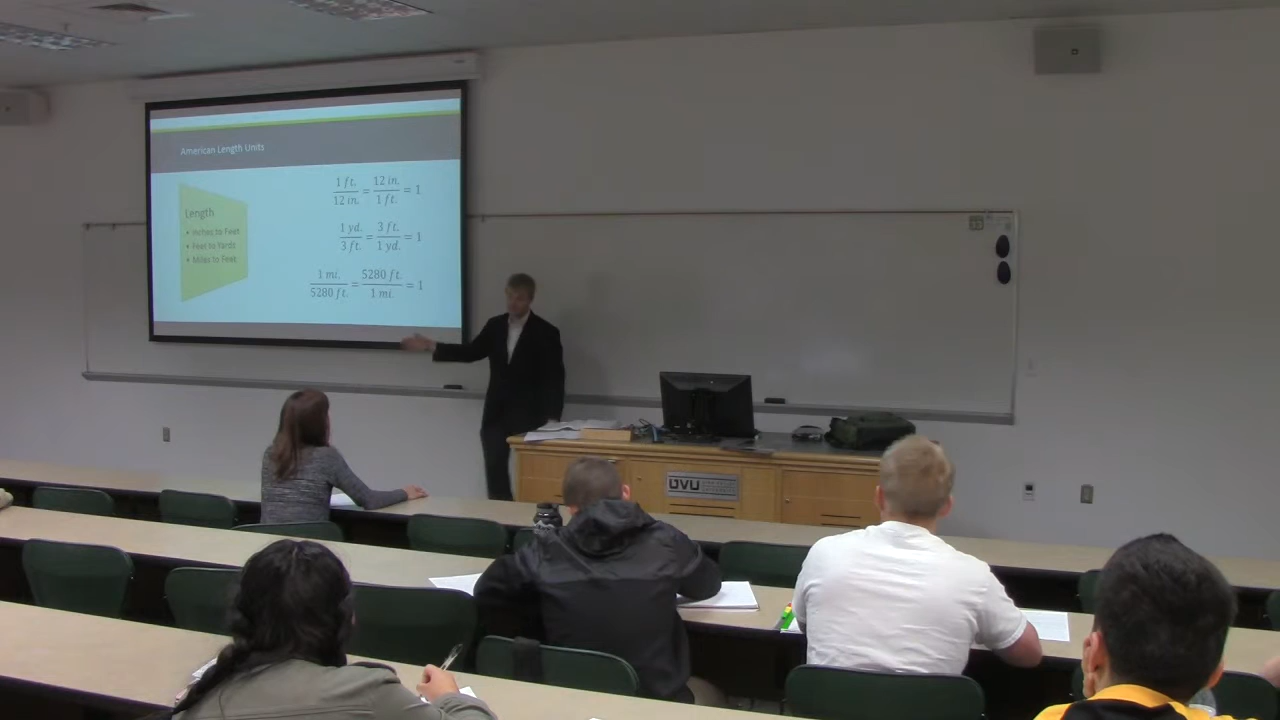 American Length Units
Length
• Inches to Feet
• Feet to Yards
• Miles to Feet
1 ft. / 12 in. = 12 in. / 1 ft. = 1
1 yd. / 3 ft. = 3 ft. / 1 yd. = 1
1 mi. / 5280 ft. = 5280 ft. / 1 mi. = 1
UVU